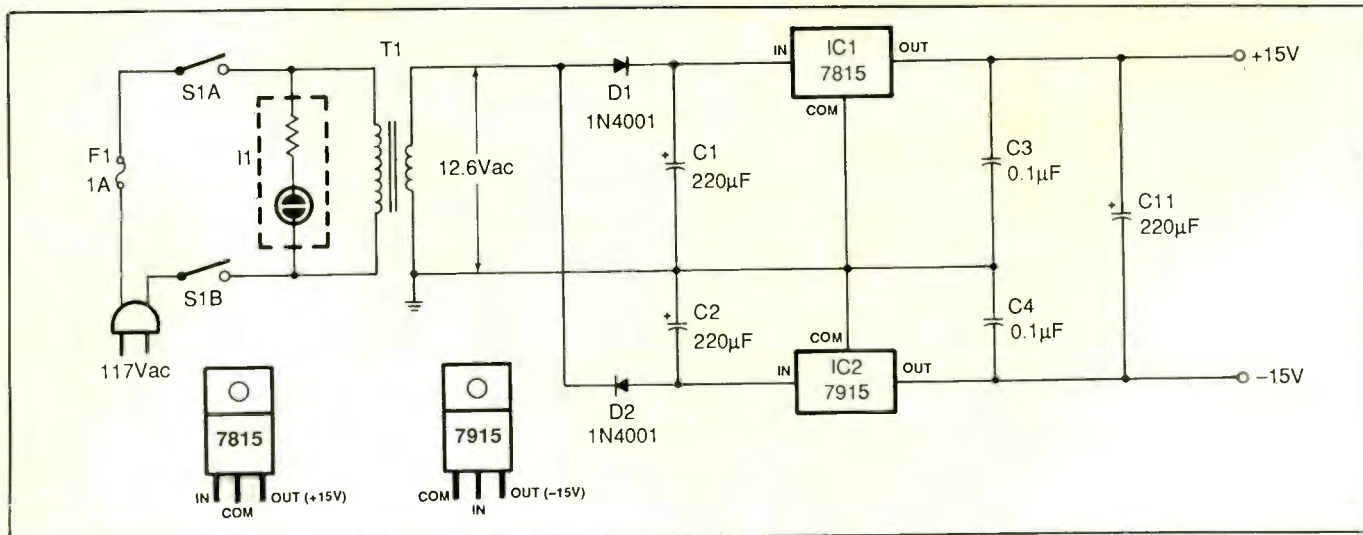 T1
S1A
F1
1A
I1
12.6Vac
S1B
117Vac
D1
1N4001
C1
220µF
+
IN
IC1
7815
OUT
COM
C3
0.1µF
C11
220µF
+
+15V
C2
220µF
+
D2
1N4001
COM
IN
IC2
7915
OUT
C4
0.1µF
–15V
7815
IN
COM
OUT (+15V)
7915
COM
IN
OUT (–15V)